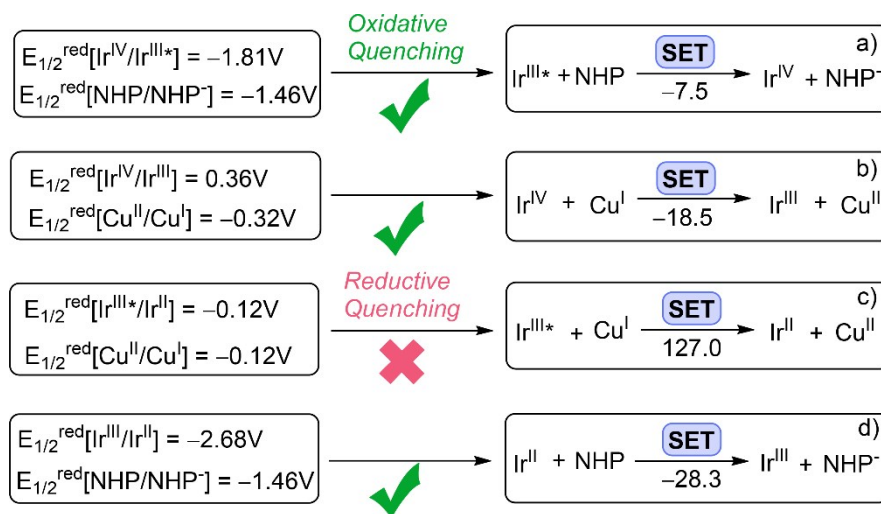 Oxidative
Quenching
E1/2red[IrIV/IrIII*] = −1.81V
E1/2red[NHP/NHP-] = −1.46V
a)
SET
IrIII* + NHP IrIV + NHP-
−7.5
E1/2red[IrIV/IrIII] = 0.36V
E1/2red[CuII/CuI] = −0.32V
b)
SET
IrIV + CuI IrIII + CuII
−18.5
Reductive
Quenching
E1/2red[IrIII*/IrII] = −0.12V
E1/2red[CuII/CuI] = −0.12V
c)
SET
IrIII* + CuI IrII + CuII
127.0
E1/2red[IrIII/IrII] = −2.68V
E1/2red[NHP/NHP-] = −1.46V
d)
SET
IrII + NHP IrIII + NHP-
−28.3